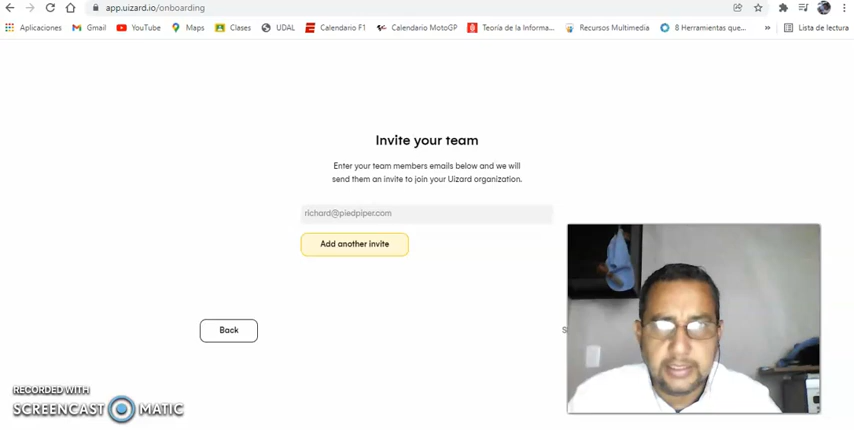 app.uizard.io/onboarding
Aplicaciones Gmail YouTube Maps Clases UDAL Calendario F1 Calendario MotoGP Teoría de la Informa... Recursos Multimedia 8 Herramientas que... » Lista de lectura
Invite your team
Enter your team members emails below and we will
send them an invite to join your Uizard organization.
richard@piedpiper.com
Add another invite
Back
RECORDED WITH
SCREENCAST MATIC